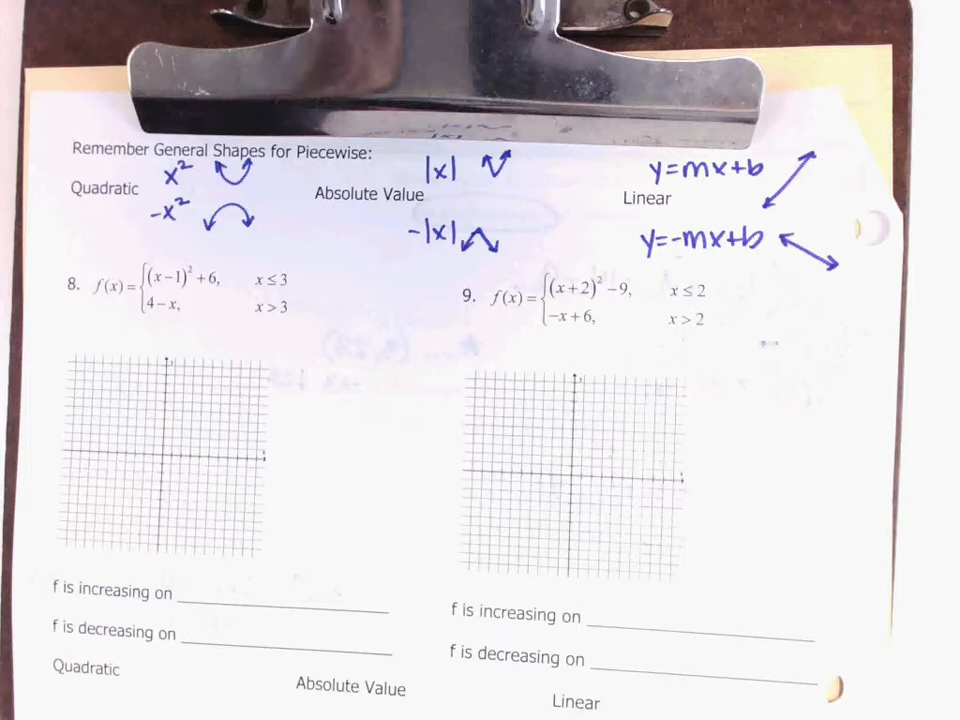 Remember General Shapes for Piecewise:
Quadratic x² Absolute Value |x| Linear y=mx+b
-x² -|x| y=-mx+b
8. f(x) = { (x-1)² + 6, x ≤ 3
4 - x, x > 3
9. f(x) = { (x+2)² - 9, x ≤ 2
-x + 6, x > 2
f is increasing on
f is decreasing on
f is increasing on
f is decreasing on
Quadratic Absolute Value Linear